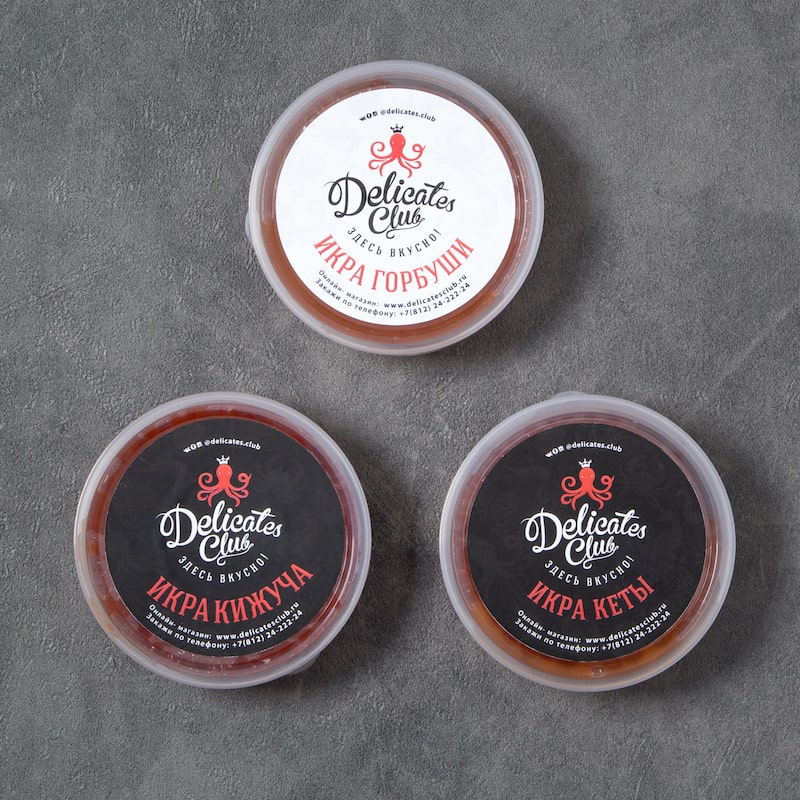 @delicates.club
Delicates
Club
ЗДЕСЬ ВКУСНО!
ИКРА ГОРБУШИ
Онлайн- магазин: www.delicatesclub.ru
Закажи по телефону: +7(812) 24-222-24
@delicates.club
Delicates
Club
ЗДЕСЬ ВКУСНО!
ИКРА КИЖУЧА
Онлайн- магазин: www.delicatesclub.ru
Закажи по телефону: +7(812) 24-222-24
@delicates.club
Delicates
Club
ЗДЕСЬ ВКУСНО!
ИКРА КЕТЫ
Онлайн- магазин: www.delicatesclub.ru
Закажи по телефону: +7(812) 24-222-24